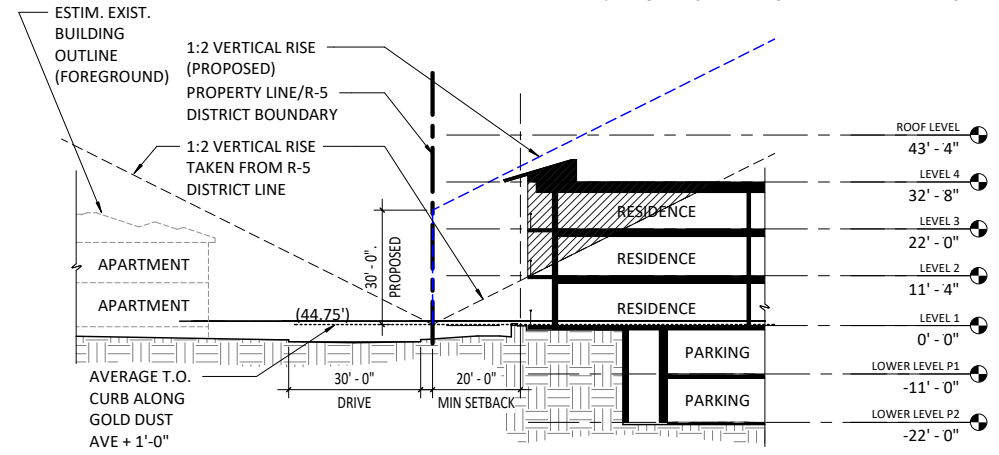 ESTIM. EXIST.
BUILDING
OUTLINE
(FOREGROUND)
1:2 VERTICAL RISE
(PROPOSED)
PROPERTY LINE/R-5
DISTRICT BOUNDARY
1:2 VERTICAL RISE
TAKEN FROM R-5
DISTRICT LINE
ROOF LEVEL
43' - 4"
LEVEL 4
32' - 8"
LEVEL 3
22' - 0"
LEVEL 2
11' - 4"
LEVEL 1
0' - 0"
LOWER LEVEL P1
-11' - 0"
LOWER LEVEL P2
-22' - 0"
RESIDENCE
RESIDENCE
RESIDENCE
PARKING
PARKING
APARTMENT
APARTMENT
30' - 0".
PROPOSED
(44.75')
AVERAGE T.O.
CURB ALONG
GOLD DUST
AVE + 1'-0"
30' - 0"
DRIVE
20' - 0"
MIN SETBACK